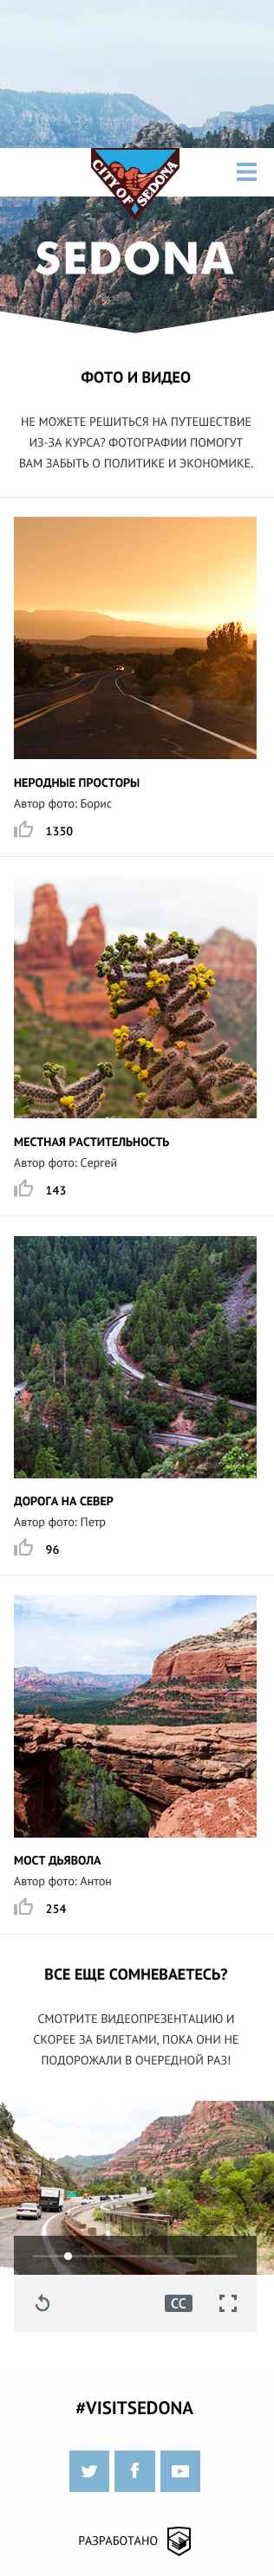 CITY OF SEDONA
SEDONA
ФОТО И ВИДЕО
НЕ МОЖЕТЕ РЕШИТЬСЯ НА ПУТЕШЕСТВИЕ
ИЗ-ЗА КУРСА? ФОТОГРАФИИ ПОМОГУТ
ВАМ ЗАБЫТЬ О ПОЛИТИКЕ И ЭКОНОМИКЕ.
НЕРОДНЫЕ ПРОСТОРЫ
Автор фото: Борис
1350
МЕСТНАЯ РАСТИТЕЛЬНОСТЬ
Автор фото: Сергей
143
ДОРОГА НА СЕВЕР
Автор фото: Петр
96
МОСТ ДЬЯВОЛА
Автор фото: Антон
254
ВСЕ ЕЩЕ СОМНЕВАЕТЕСЬ?
СМОТРИТЕ ВИДЕОПРЕЗЕНТАЦИЮ И
СКОРЕЕ ЗА БИЛЕТАМИ, ПОКА ОНИ НЕ
ПОДОРОЖАЛИ В ОЧЕРЕДНОЙ РАЗ!
CC
#VISITSEDONA
РАЗРАБОТАНО